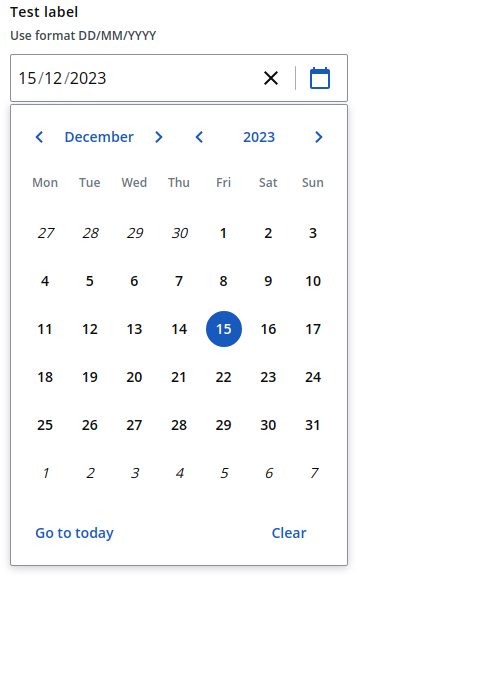 Test label
Use format DD/MM/YYYY
15/12/2023
December 2023
Mon Tue Wed Thu Fri Sat Sun
27 28 29 30 1 2 3
4 5 6 7 8 9 10
11 12 13 14 15 16 17
18 19 20 21 22 23 24
25 26 27 28 29 30 31
1 2 3 4 5 6 7
Go to today Clear